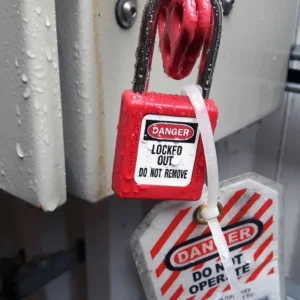 DANGER
LOCKED
OUT
DO NOT REMOVE
DANGER
DO NOT
OPERATE